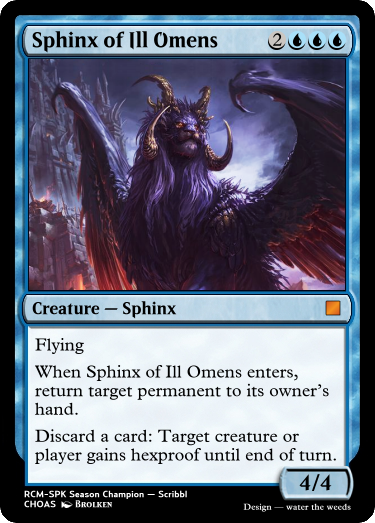 Sphinx of Ill Omens 2
Creature — Sphinx
Flying
When Sphinx of Ill Omens enters,
return target permanent to its owner's
hand.
Discard a card: Target creature or
player gains hexproof until end of turn.
4/4
RCM-SPK Season Champion — Scribbl
CHOAS Brolken
Design — water the weeds